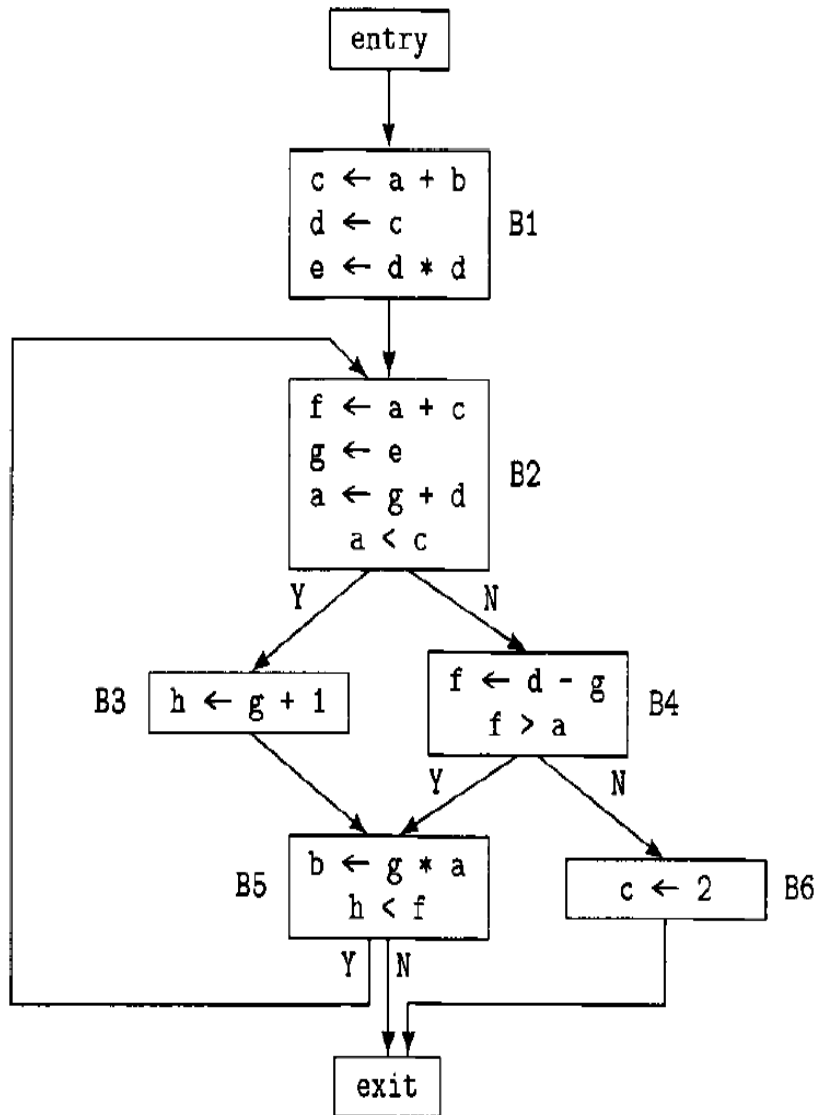 entry
c ← a + b
d ← c
e ← d * d
B1
f ← a + c
g ← e
a ← g + d
a < c
B2
Y
N
B3
h ← g + 1
f ← d - g
f > a
B4
Y
N
B5
b ← g * a
h < f
c ← 2
B6
Y
N
exit